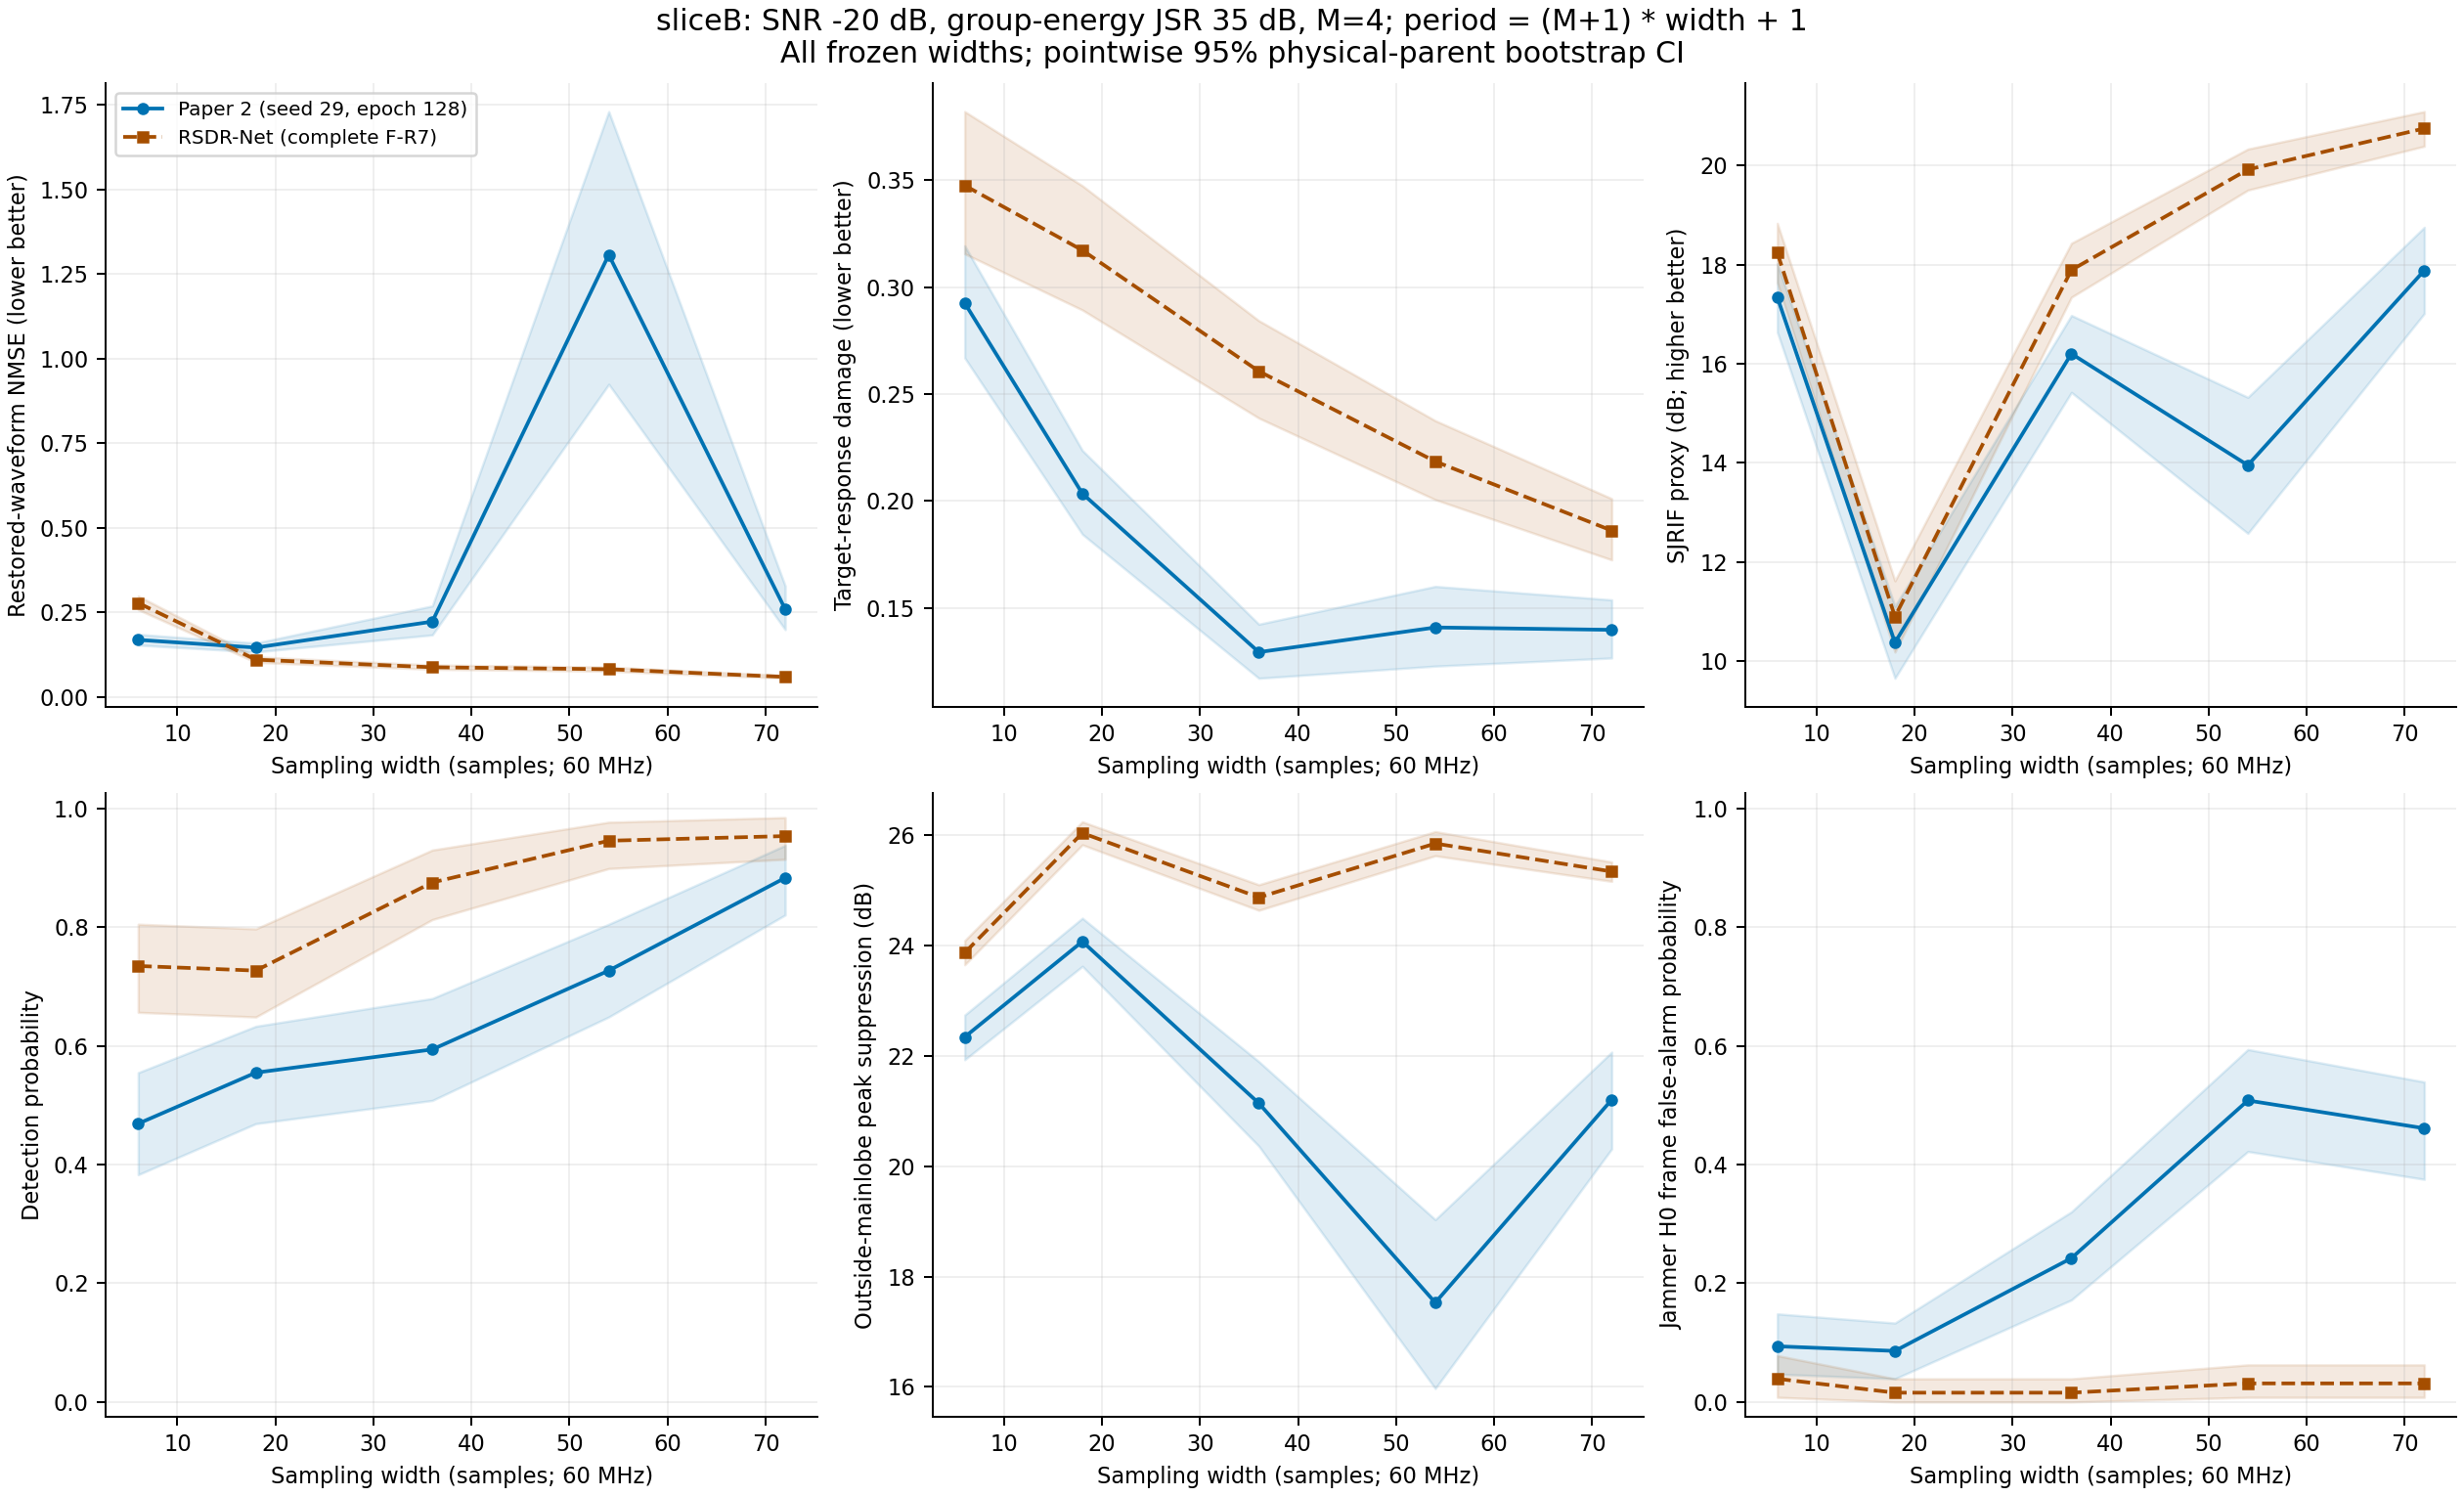 sliceB: SNR -20 dB, group-energy JSR 35 dB, M=4; period = (M+1) * width + 1
All frozen widths; pointwise 95% physical-parent bootstrap CI
Restored-waveform NMSE (lower better)
1.75
1.50
1.25
1.00
0.75
0.50
0.25
0.00
Paper 2 (seed 29, epoch 128)
RSDR-Net (complete F-R7)
10 20 30 40 50 60 70
Sampling width (samples; 60 MHz)
Target-response damage (lower better)
0.35
0.30
0.25
0.20
0.15
10 20 30 40 50 60 70
Sampling width (samples; 60 MHz)
SJRIF proxy (dB; higher better)
20
18
16
14
12
10
10 20 30 40 50 60 70
Sampling width (samples; 60 MHz)
Detection probability
1.0
0.8
0.6
0.4
0.2
0.0
10 20 30 40 50 60 70
Sampling width (samples; 60 MHz)
Outside-mainlobe peak suppression (dB)
26
24
22
20
18
16
10 20 30 40 50 60 70
Sampling width (samples; 60 MHz)
Jammer H0 frame false-alarm probability
1.0
0.8
0.6
0.4
0.2
0.0
10 20 30 40 50 60 70
Sampling width (samples; 60 MHz)